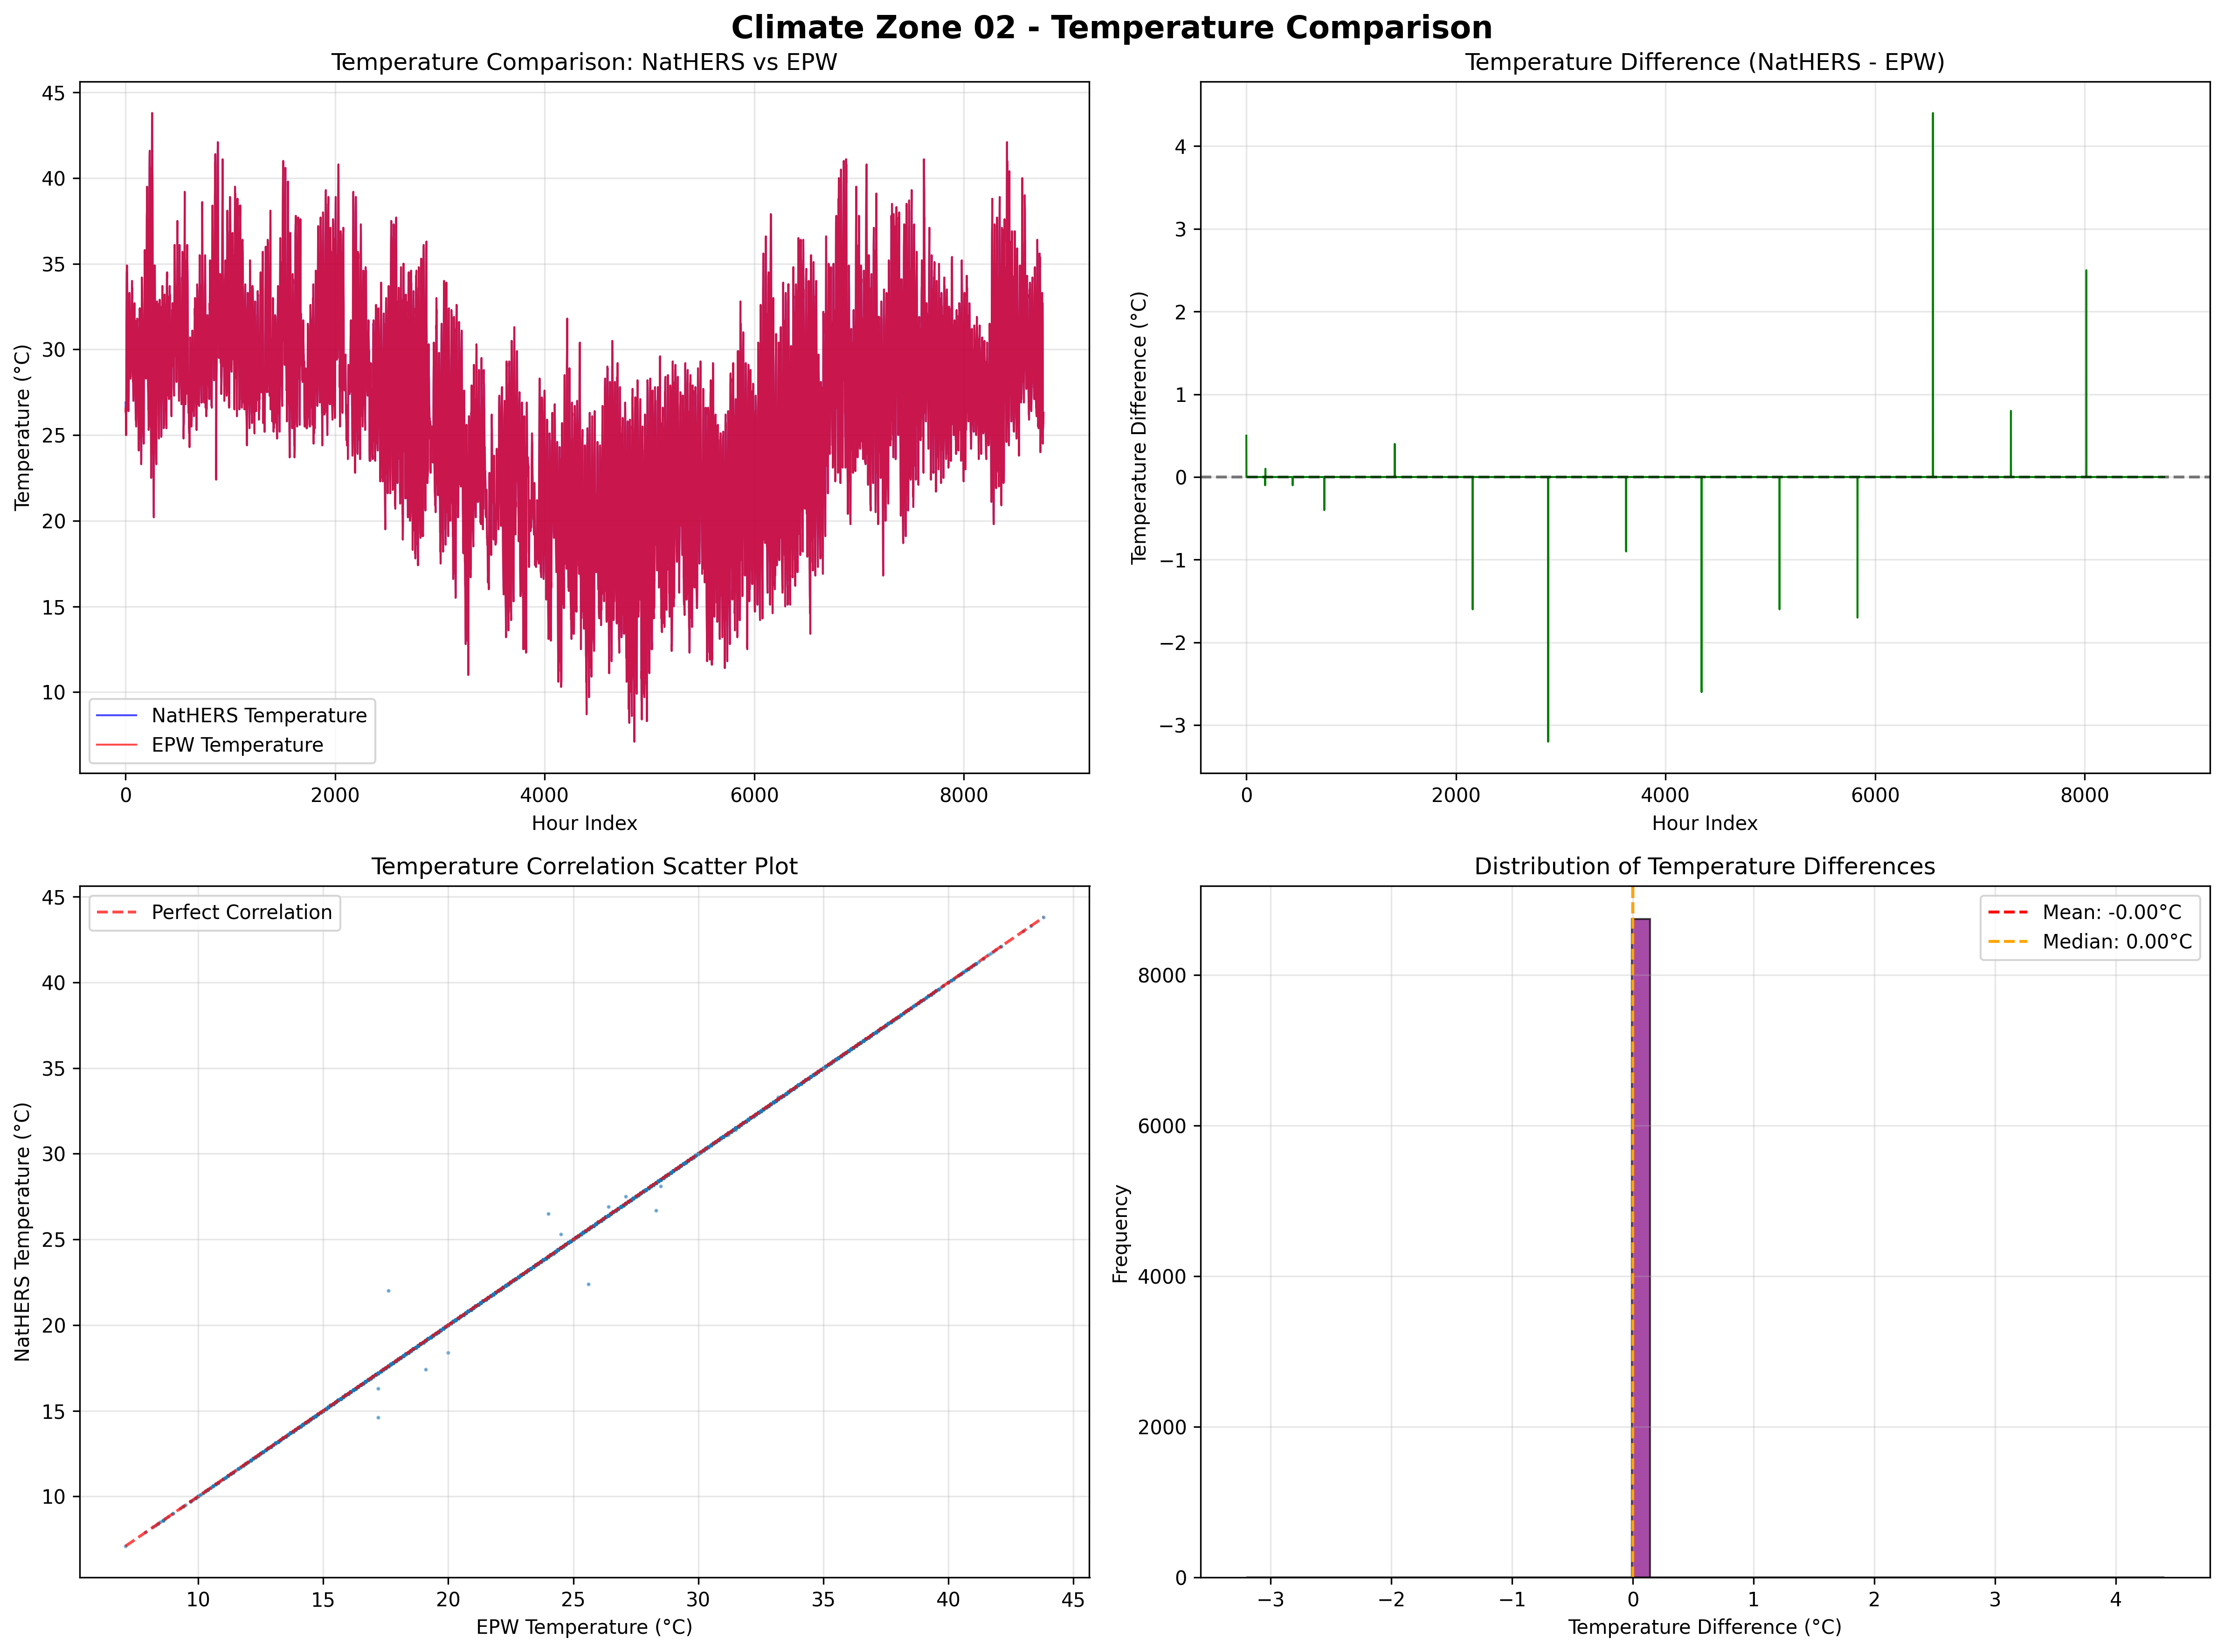 Climate Zone 02 - Temperature Comparison
Temperature Comparison: NatHERS vs EPW
Temperature (°C)
45
40
35
30
25
20
15
10
NatHERS Temperature
EPW Temperature
0 2000 4000 6000 8000
Hour Index
Temperature Difference (NatHERS - EPW)
Temperature Difference (°C)
4
3
2
1
0
−1
−2
−3
0 2000 4000 6000 8000
Hour Index
Temperature Correlation Scatter Plot
Perfect Correlation
NatHERS Temperature (°C)
45
40
35
30
25
20
15
10
10 15 20 25 30 35 40 45
EPW Temperature (°C)
Distribution of Temperature Differences
Mean: -0.00°C
Median: 0.00°C
Frequency
8000
6000
4000
2000
0
−3 −2 −1 0 1 2 3 4
Temperature Difference (°C)